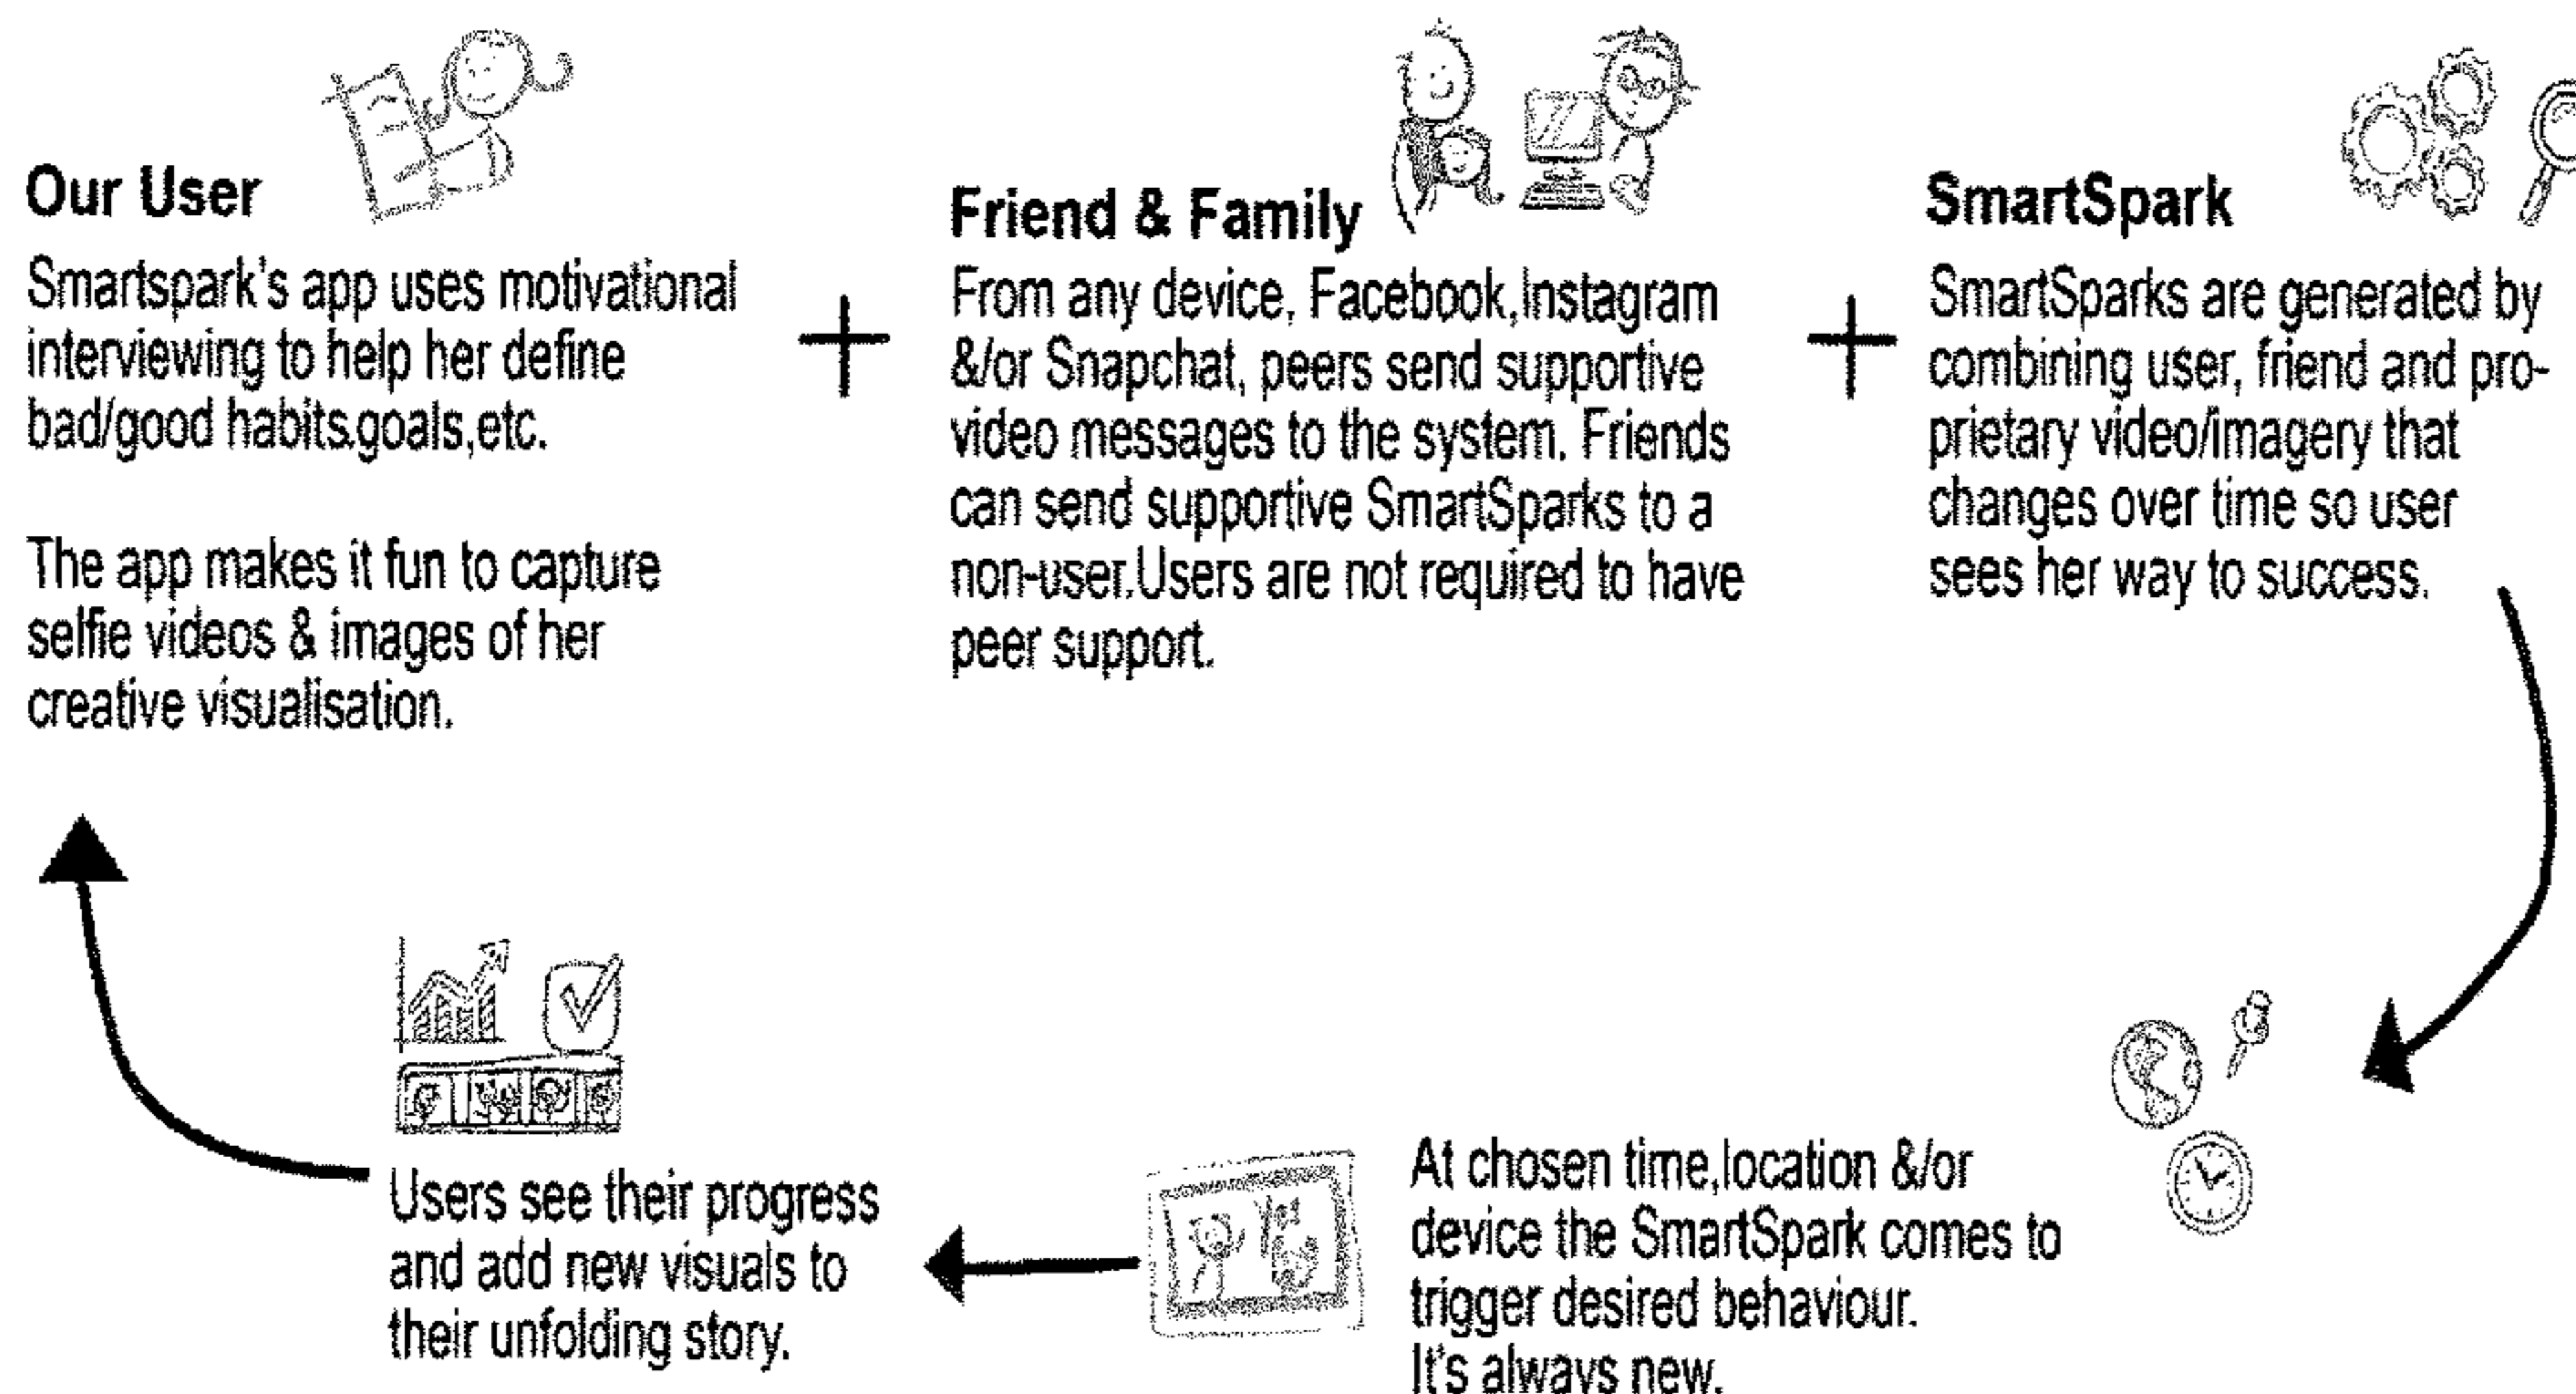 Our User
Smartspark's app uses motivational
interviewing to help her define
bad/good habits.goals,etc.
The app makes it fun to capture
selfie videos & images of her
creative visualisation.
Friend & Family
From any device, Facebook,Instagram
&/or Snapchat, peers send supportive
video messages to the system. Friends
can send supportive SmartSparks to a
non-user.Users are not required to have
peer support.
SmartSpark
SmartSparks are generated by
combining user, friend and pro-
prietary video/imagery that
changes over time so user
sees her way to success.
At chosen time,location &/or
device the SmartSpark comes to
trigger desired behaviour.
It's always new.
Users see their progress
and add new visuals to
their unfolding story.